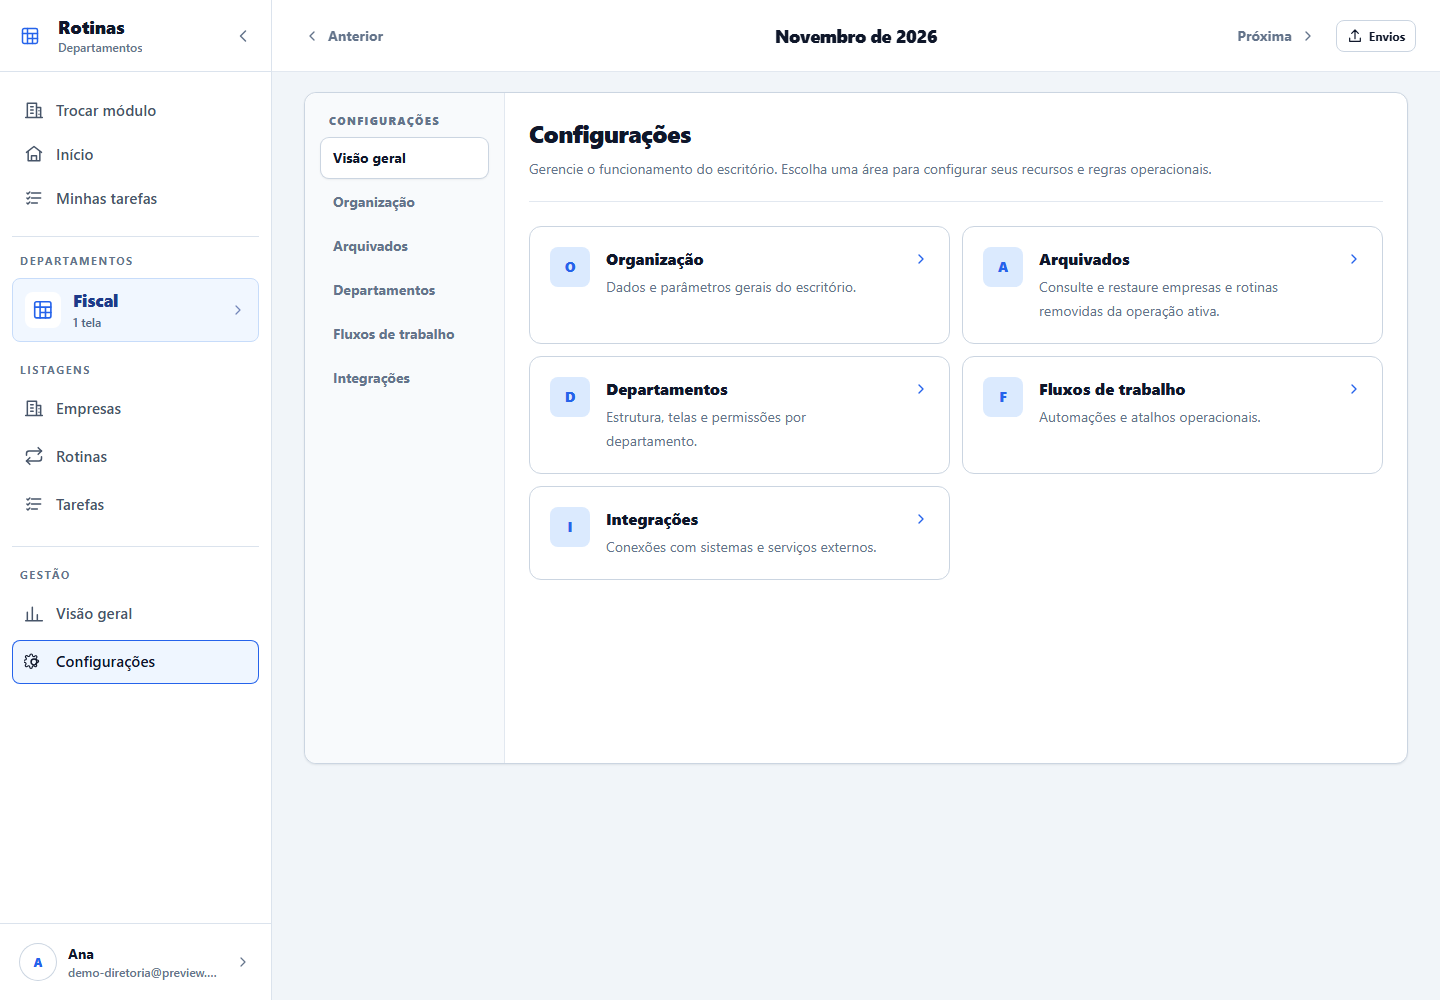 Rotinas
Departamentos
Anterior
Novembro de 2026
Próxima
Envios
Trocar módulo
Início
Minhas tarefas
DEPARTAMENTOS
Fiscal
1 tela
LISTAGENS
Empresas
Rotinas
Tarefas
GESTÃO
Visão geral
Configurações
A
Ana
demo-diretoria@preview....
CONFIGURAÇÕES
Visão geral
Organização
Arquivados
Departamentos
Fluxos de trabalho
Integrações
Configurações
Gerencie o funcionamento do escritório. Escolha uma área para configurar seus recursos e regras operacionais.
O
Organização
Dados e parâmetros gerais do escritório.
A
Arquivados
Consulte e restaure empresas e rotinas
removidas da operação ativa.
D
Departamentos
Estrutura, telas e permissões por
departamento.
F
Fluxos de trabalho
Automações e atalhos operacionais.
I
Integrações
Conexões com sistemas e serviços externos.